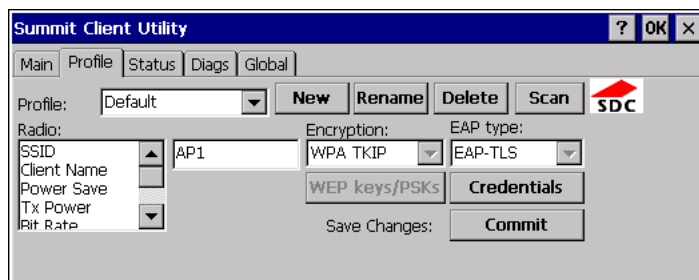 Summit Client Utility ? OK ×
Main Profile Status Diags Global
Profile: Default New Rename Delete Scan SDC
Radio: Encryption: EAP type:
SSID AP1 WPA TKIP EAP-TLS
Client Name
Power Save WEP keys/PSKs Credentials
Tx Power
Bit Rate Save Changes: Commit